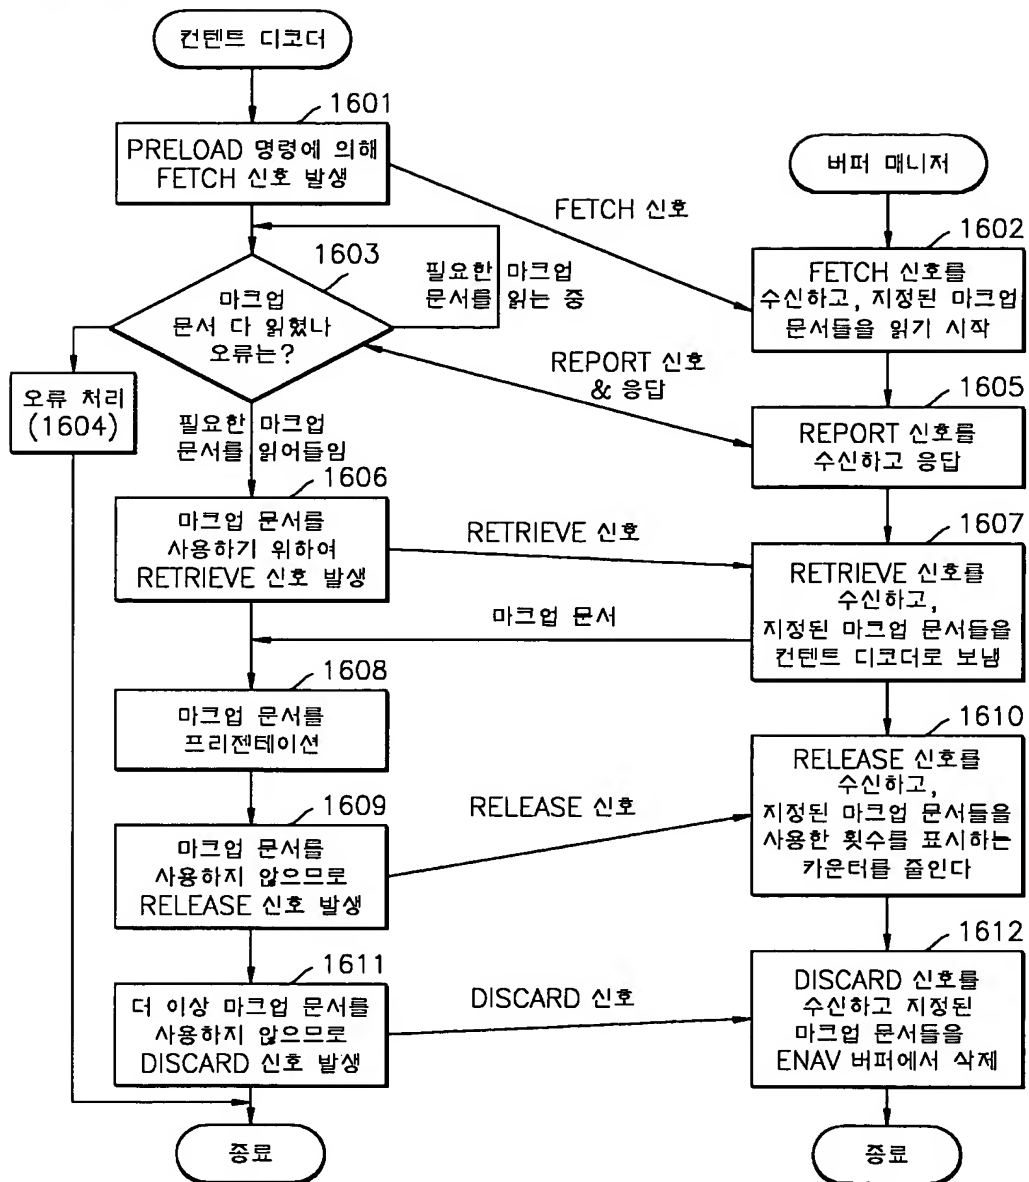 컨텐트 디코더
1601
PRELOAD 명령에 의해
FETCH 신호 발생
버퍼 매니저
FETCH 신호
1602
FETCH 신호를
수신하고, 지정된 마크업
문서들을 읽기 시작
1603
필요한 마크업
문서를 읽는 중
마크업
문서 다 읽혔나
오류는?
REPORT 신호
& 응답
오류 처리
(1604)
1605
REPORT 신호를
수신하고 응답
필요한 마크업
문서를 읽어들임
1606
마크업 문서를
사용하기 위하여
RETRIEVE 신호 발생
RETRIEVE 신호
1607
RETRIEVE 신호를
수신하고,
지정된 마크업 문서들을
컨텐트 디코더로 보냄
마크업 문서
1608
마크업 문서를
프리젠테이션
1610
RELEASE 신호를
수신하고,
지정된 마크업 문서들을
사용한 횟수를 표시하는
카운터를 줄인다
1609
마크업 문서를
사용하지 않으므로
RELEASE 신호 발생
RELEASE 신호
1611
더 이상 마크업 문서를
사용하지 않으므로
DISCARD 신호 발생
DISCARD 신호
1612
DISCARD 신호를
수신하고 지정된
마크업 문서들을
ENAV 버퍼에서 삭제
종료
종료